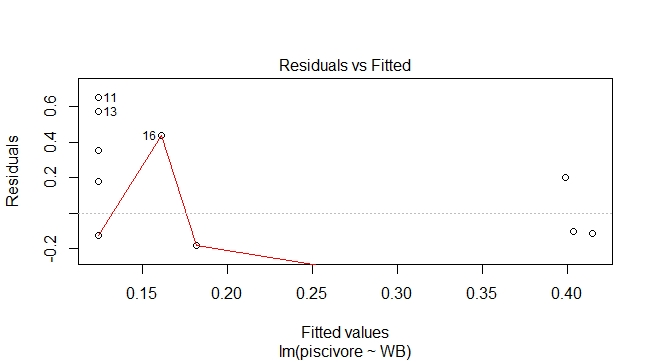 Residuals vs Fitted
Residuals
0.6
0.4
0.2
-0.2
11
13
16
0.15 0.20 0.25 0.30 0.35 0.40
Fitted values
lm(piscivore ~ WB)